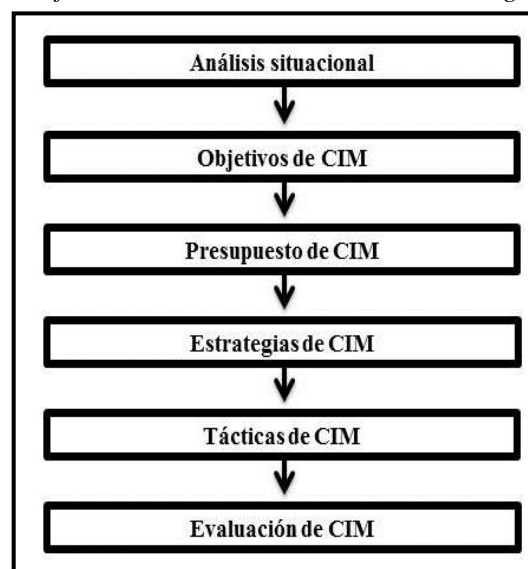 Análisis situacional
Objetivos de CIM
Presupuesto de CIM
Estrategias de CIM
Tácticas de CIM
Evaluación de CIM